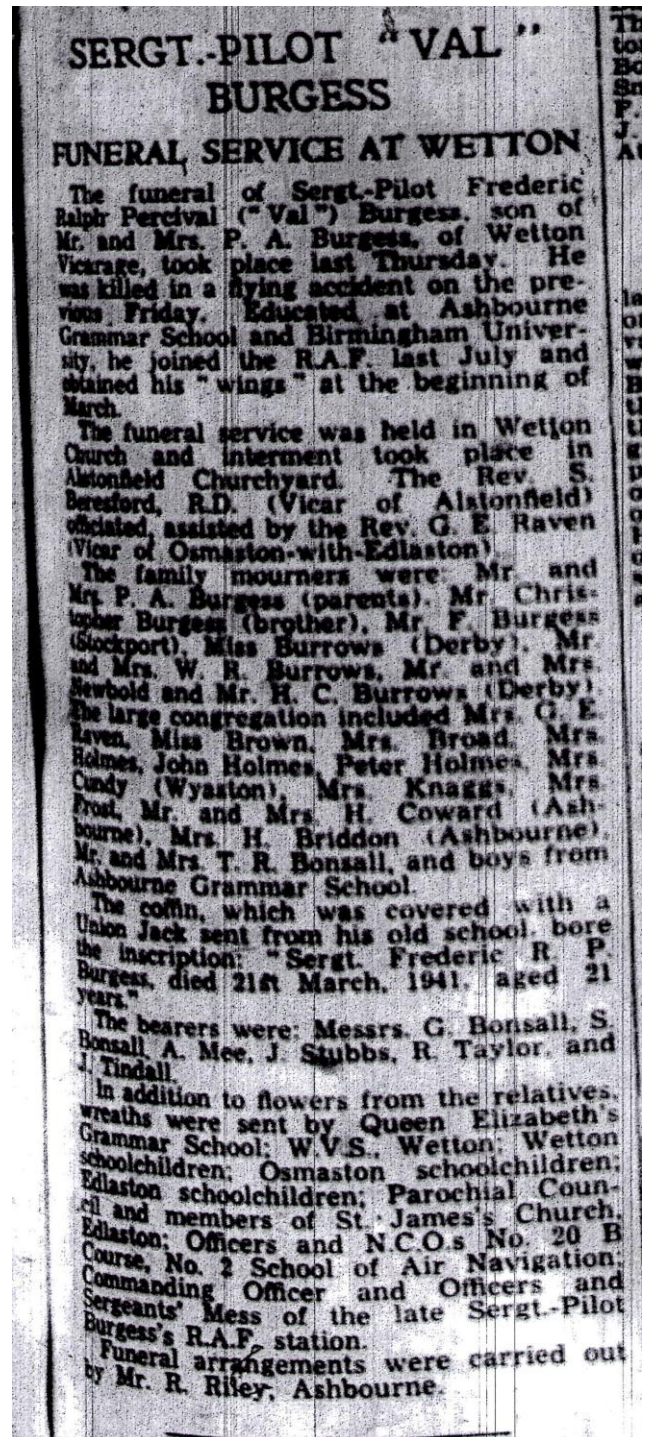 SERGT.-PILOT "VAL"
BURGESS
FUNERAL SERVICE AT WETTON
The funeral of Sergt.-Pilot Frederic
Ralph Percival ("Val") Burgess, son of
Mr. and Mrs. P. A. Burgess, of Wetton
Vicarage, took place last Thursday. He
was killed in a flying accident on the pre-
vious Friday. Educated at Ashbourne
Grammar School and Birmingham Univer-
sity, he joined the R.A.F. last July and
obtained his "wings" at the beginning of
March.
The funeral service was held in Wetton
Church and interment took place in
Alstonfield Churchyard. The Rev. S.
Beresford, R.D. (Vicar of Alstonfield)
officiated, assisted by the Rev. G. E. Raven
(Vicar of Osmaston-with-Edlaston).
The family mourners were: Mr. and
Mrs. P. A. Burgess (parents), Mr. Chris-
topher Burgess (brother), Mr. F. Burgess
(Stockport), Miss Burrows (Derby), Mr.
and Mrs. W. R. Burrows, Mr. and Mrs.
Newbold and Mr. H. C. Burrows (Derby).
The large congregation included Mrs. G. E.
Raven, Miss Brown, Mrs. Broad, Mrs.
Holmes, John Holmes, Peter Holmes, Mrs.
Cundy (Wyaston), Mrs. Knaggs, Mrs.
Frost, Mr. and Mrs. H. Coward (Ash-
bourne), Mrs. H. Briddon (Ashbourne),
Mr. and Mrs. T. R. Bonsall, and boys from
Ashbourne Grammar School.
The coffin, which was covered with a
Union Jack sent from his old school, bore
the inscription: "Sergt. Frederic R. P.
Burgess, died 21st March, 1941, aged 21
years."
The bearers were: Messrs. G. Bonsall, S.
Bonsall, A. Mee, J. Stubbs, R. Taylor, and
J. Tindall.
In addition to flowers from the relatives,
wreaths were sent by Queen Elizabeth's
Grammar School; W.V.S., Wetton; Wetton
schoolchildren; Osmaston schoolchildren;
Edlaston schoolchildren; Parochial Coun-
cil and members of St. James's Church,
Edlaston; Officers and N.C.O.s No. 20 B
Course, No. 2 School of Air Navigation;
Commanding Officer and Officers and
Sergeants' Mess of the late Sergt.-Pilot
Burgess's R.A.F. station.
Funeral arrangements were carried out
by Mr. R. Riley, Ashbourne.